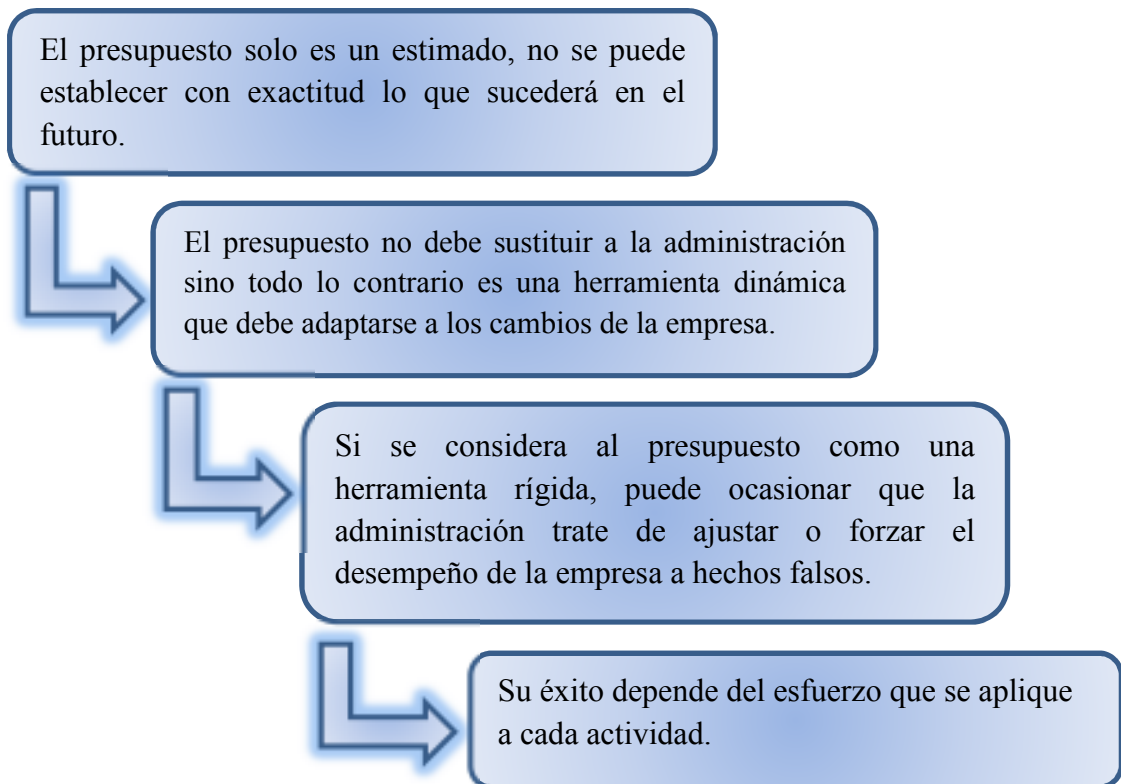 El presupuesto solo es un estimado, no se puede
establecer con exactitud lo que sucederá en el
futuro.
El presupuesto no debe sustituir a la administración
sino todo lo contrario es una herramienta dinámica
que debe adaptarse a los cambios de la empresa.
Si se considera al presupuesto como una
herramienta rígida, puede ocasionar que la
administración trate de ajustar o forzar el
desempeño de la empresa a hechos falsos.
Su éxito depende del esfuerzo que se aplique
a cada actividad.